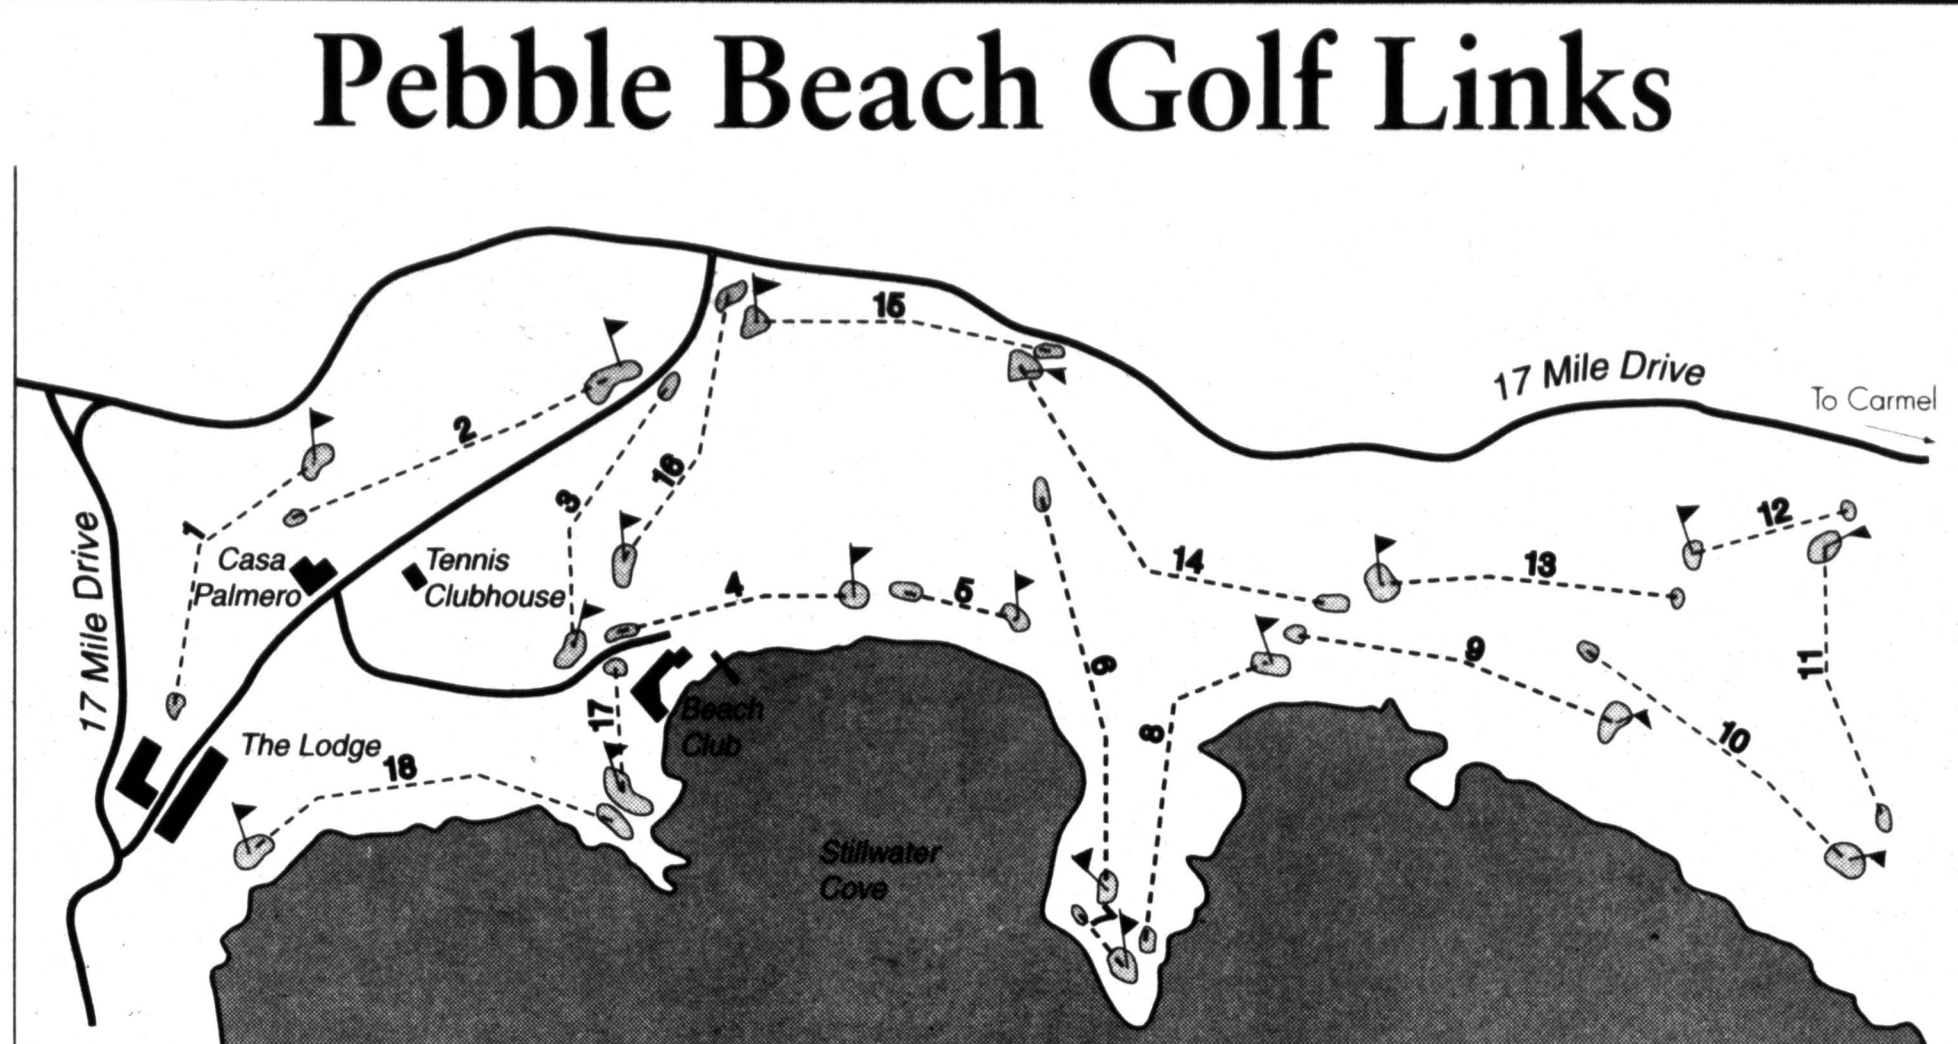 Pebble Beach Golf Links
15
17 Mile Drive
To Carmel
2
16
3
1
12
Casa
Palmero
Tennis
Clubhouse
4
5
14
13
17 Mile Drive
6
9
11
17
Beach
Club
8
10
The Lodge
18
Stillwater
Cove
7